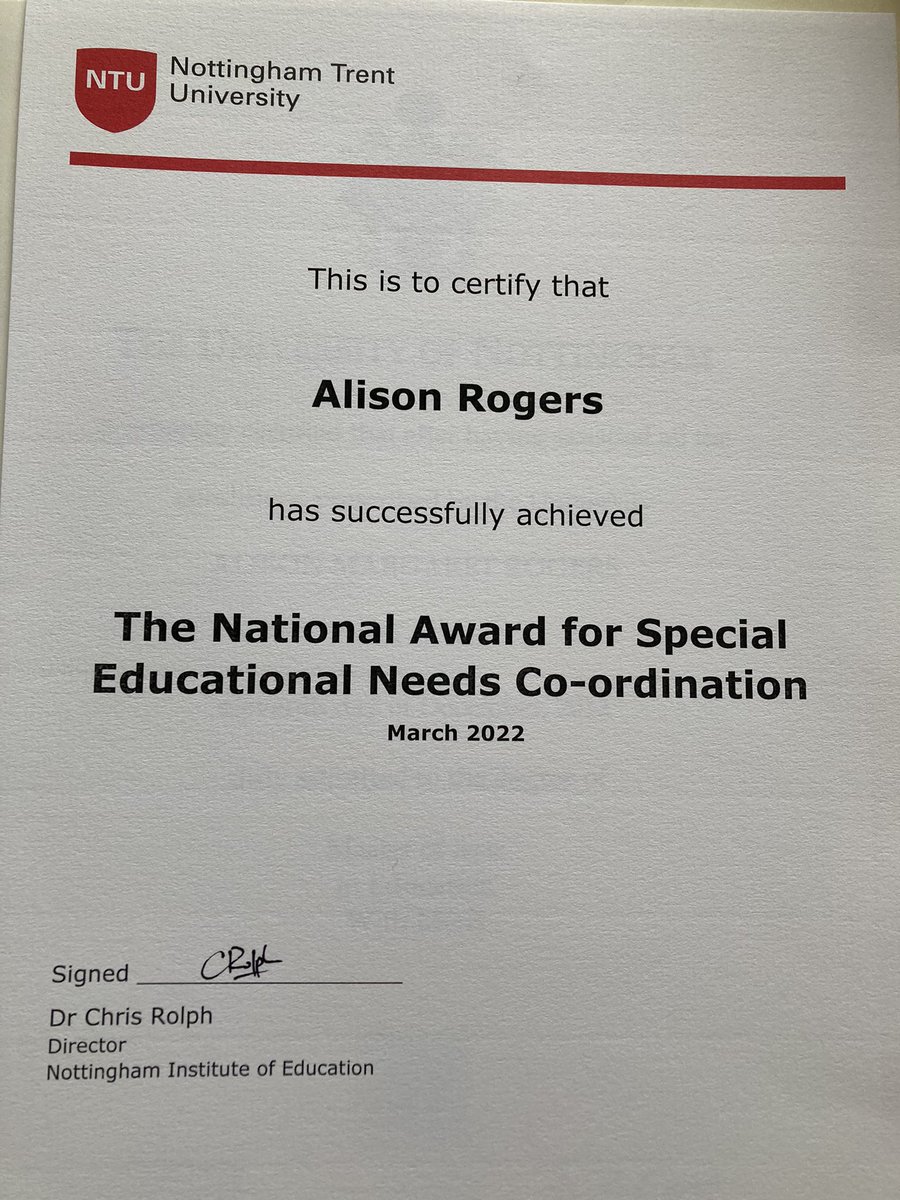 NTU
Nottingham Trent
University
This is to certify that
Alison Rogers
has successfully achieved
The National Award for Special
Educational Needs Co-ordination
March 2022
Signed CRolph
Dr Chris Rolph
Director
Nottingham Institute of Education